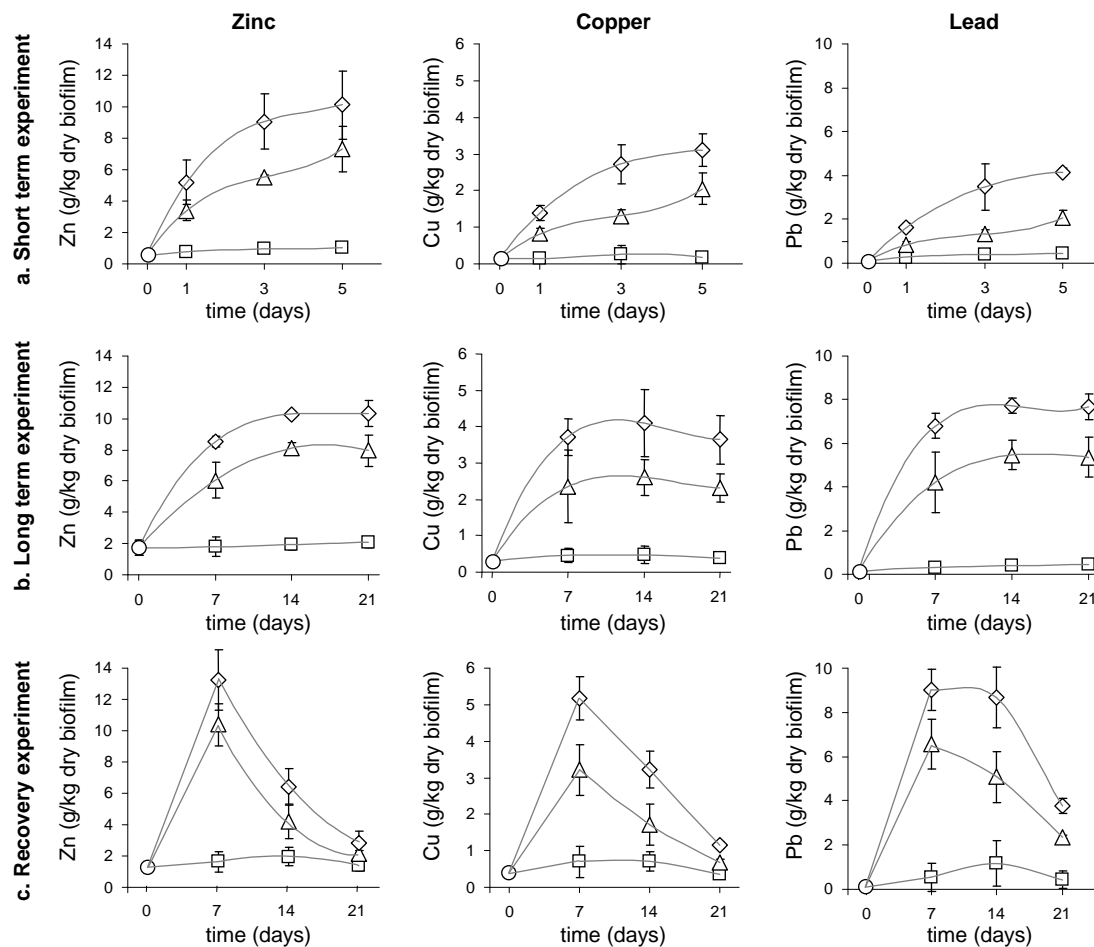 Zinc
Copper
Lead
a. Short term experiment
Zn (g/kg dry biofilm)
14
12
10
8
6
4
2
0
0 1 3 5
time (days)
Cu (g/kg dry biofilm)
6
5
4
3
2
1
0
0 1 3 5
time (days)
Pb (g/kg dry biofilm)
10
8
6
4
2
0
0 1 3 5
time (days)
b. Long term experiment
Zn (g/kg dry biofilm)
14
12
10
8
6
4
2
0
0 7 14 21
time (days)
Cu (g/kg dry biofilm)
6
5
4
3
2
1
0
0 7 14 21
time (days)
Pb (g/kg dry biofilm)
10
8
6
4
2
0
0 7 14 21
time (days)
c. Recovery experiment
Zn (g/kg dry biofilm)
14
12
10
8
6
4
2
0
0 7 14 21
time (days)
Cu (g/kg dry biofilm)
6
5
4
3
2
1
0
0 7 14 21
time (days)
Pb (g/kg dry biofilm)
10
8
6
4
2
0
0 7 14 21
time (days)